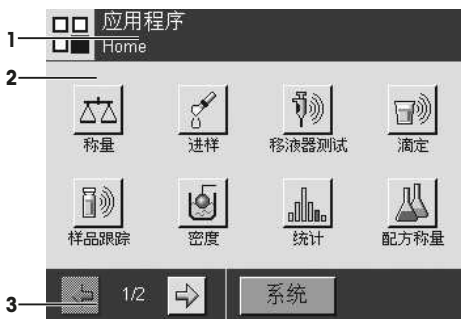 应用程序
1
Home
2
称量 进样 移液器测试 滴定
样品跟踪 密度 统计 配方称量
3
1/2
系统